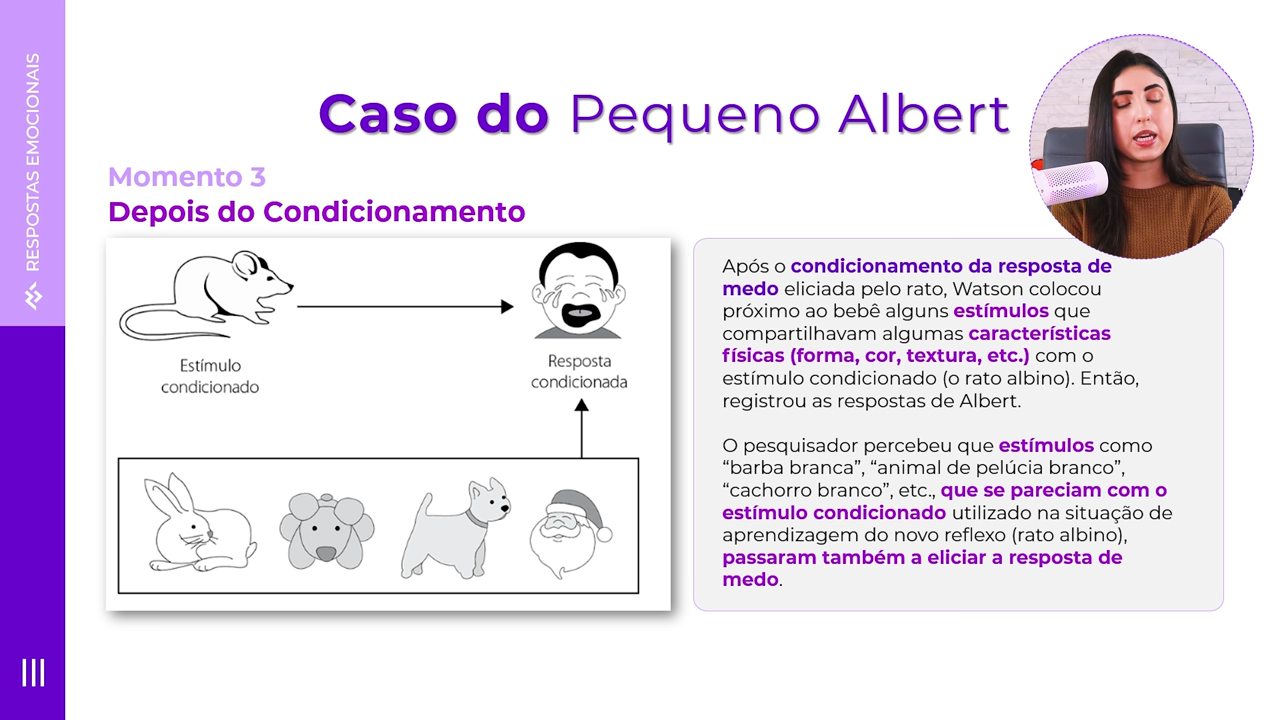 RESPOSTAS EMOCIONAIS
Caso do Pequeno Albert
Momento 3
Depois do Condicionamento
Estímulo
condicionado
Resposta
condicionada
Após o condicionamento da resposta de
medo eliciada pelo rato, Watson colocou
próximo ao bebê alguns estímulos que
compartilhavam algumas características
físicas (forma, cor, textura, etc.) com o
estímulo condicionado (o rato albino). Então,
registrou as respostas de Albert.
O pesquisador percebeu que estímulos como
“barba branca”, “animal de pelúcia branco”,
“cachorro branco”, etc., que se pareciam com o
estímulo condicionado utilizado na situação de
aprendizagem do novo reflexo (rato albino),
passaram também a eliciar a resposta de
medo.